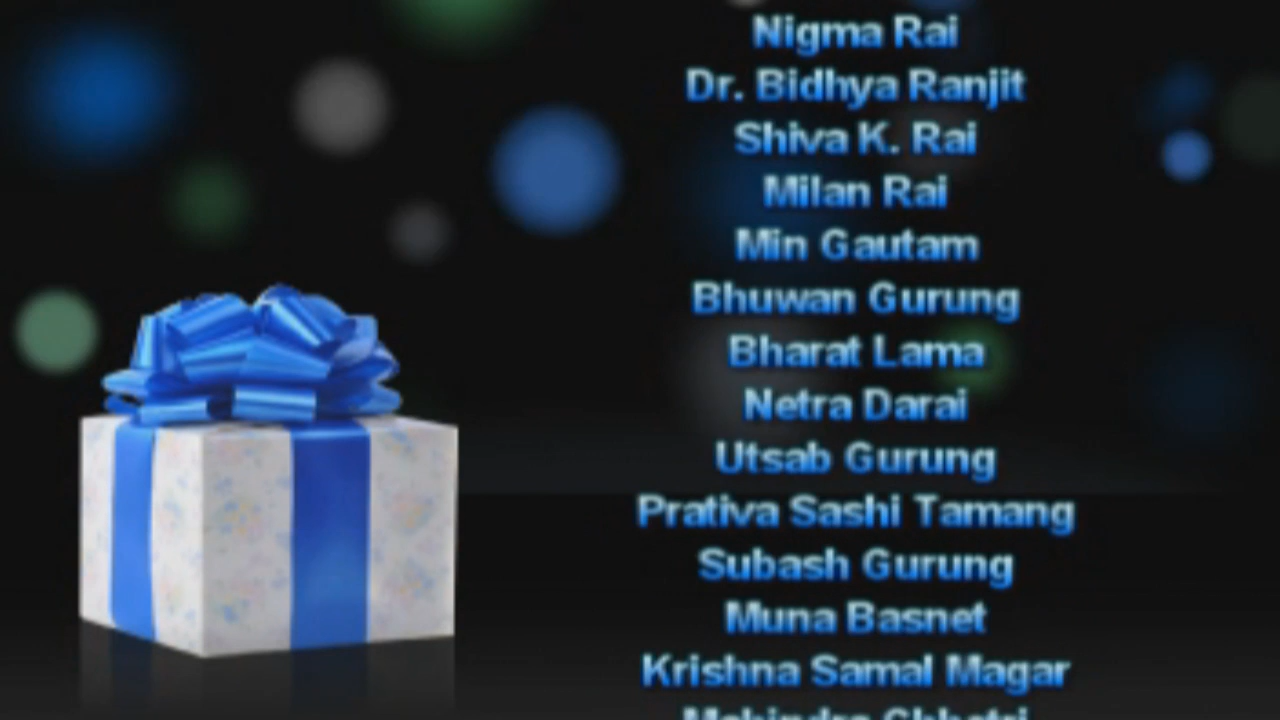 Nigma Rai
Dr. Bidhya Ranjit
Shiva K. Rai
Milan Rai
Min Gautam
Bhuwan Gurung
Bharat Lama
Netra Darai
Utsab Gurung
Prativa Sashi Tamang
Subash Gurung
Muna Basnet
Krishna Samal Magar